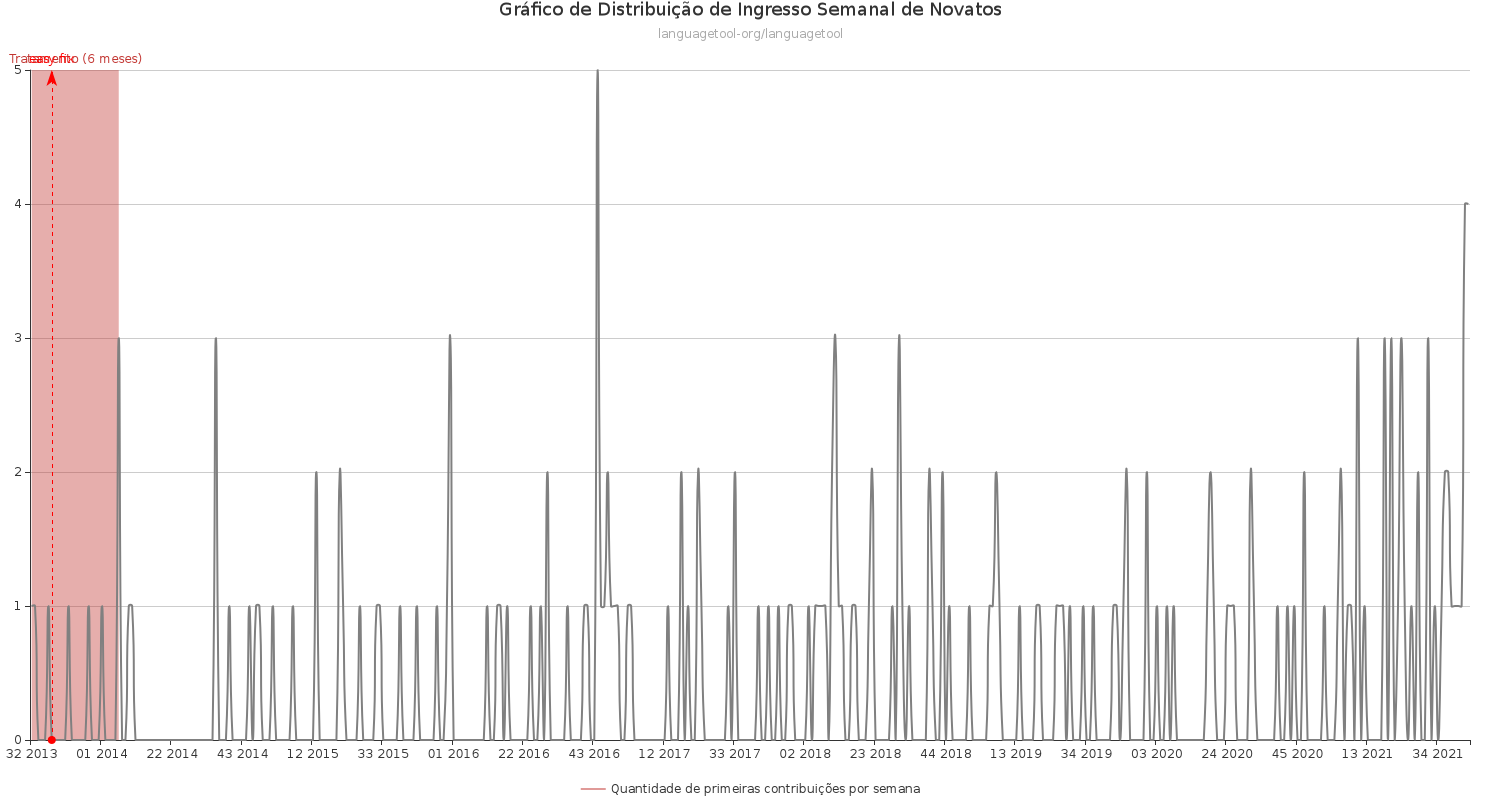 Gráfico de Distribuição de Ingresso Semanal de Novatos
languagetool-org/languagetool
(6 meses)
5
4
3
2
1
0
32 2013 01 2014 22 2014 43 2014 12 2015 33 2015 01 2016 22 2016 43 2016 12 2017 33 2017 02 2018 23 2018 44 2018 13 2019 34 2019 03 2020 24 2020 45 2020 13 2021 34 2021
Quantidade de primeiras contribuições por semana